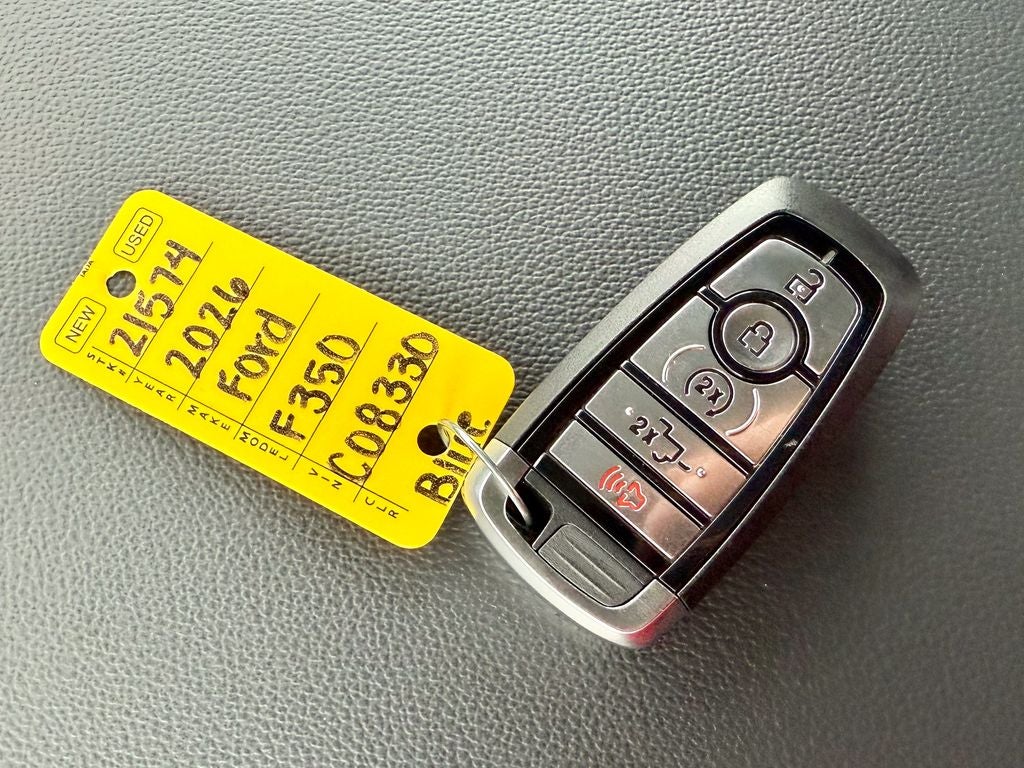 NEW USED
STK# 21574
YEAR 2026
MAKE Ford
MODEL F350
VIN C08330
CLR Blue
2x
2x